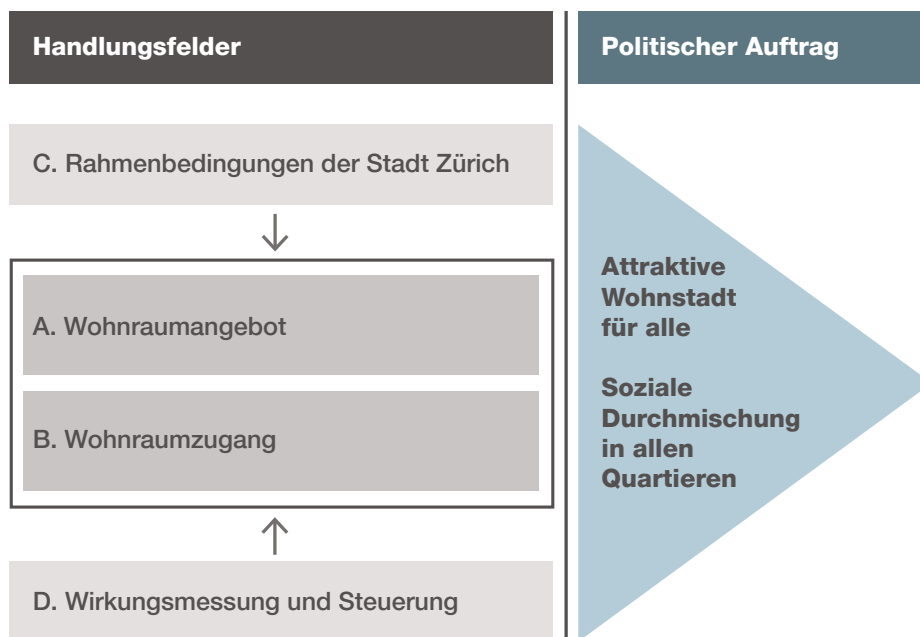 Handlungsfelder
Politischer Auftrag
C. Rahmenbedingungen der Stadt Zürich
A. Wohnraumangebot
B. Wohnraumzugang
D. Wirkungsmessung und Steuerung
Attraktive
Wohnstadt
für alle
Soziale
Durchmischung
in allen
Quartieren